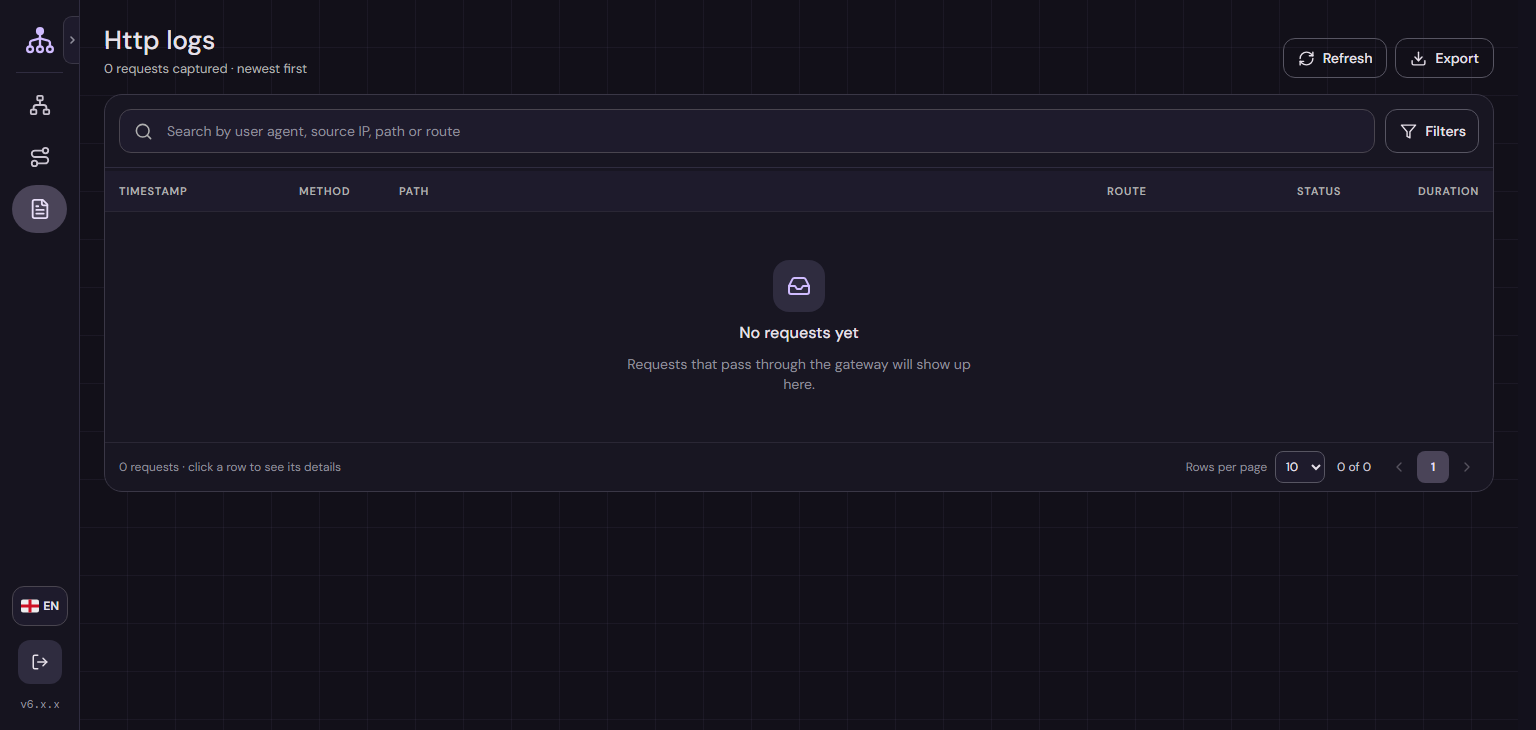 Http logs
0 requests captured · newest first
Refresh
Export
Search by user agent, source IP, path or route
Filters
TIMESTAMP METHOD PATH ROUTE STATUS DURATION
No requests yet
Requests that pass through the gateway will show up
here.
0 requests · click a row to see its details
Rows per page 10 0 of 0 1
EN
v6.x.x